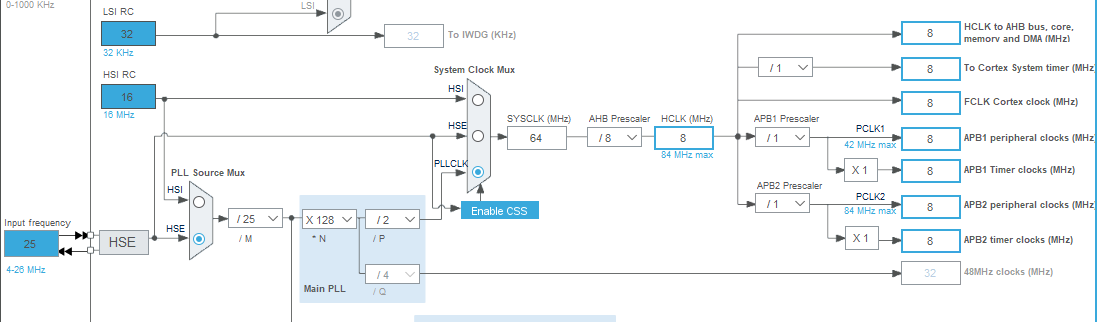 0-1000 KHz
LSI RC
32
32 KHz
LSI
32
To IWDG (KHz)
HSI RC
16
16 MHz
System Clock Mux
HSI
HSE
PLLCLK
Enable CSS
SYSCLK (MHz)
64
AHB Prescaler
/ 8
HCLK (MHz)
8
84 MHz max
8
HCLK to AHB bus, core,
memory and DMA (MHz)
/ 1
8
To Cortex System timer (MHz
8
FCLK Cortex clock (MHz)
APB1 Prescaler
/ 1
PCLK1
42 MHz max
8
APB1 peripheral clocks (MHz
X 1
8
APB1 Timer clocks (MHz)
APB2 Prescaler
/ 1
PCLK2
84 MHz max
8
APB2 peripheral clocks (MHz
X 1
8
APB2 timer clocks (MHz)
32
48MHz clocks (MHz)
PLL Source Mux
HSI
HSE
Input frequency
25
4-26 MHz
HSE
/ 25
/ M
X 128
* N
/ 2
/ P
/ 4
/ Q
Main PLL